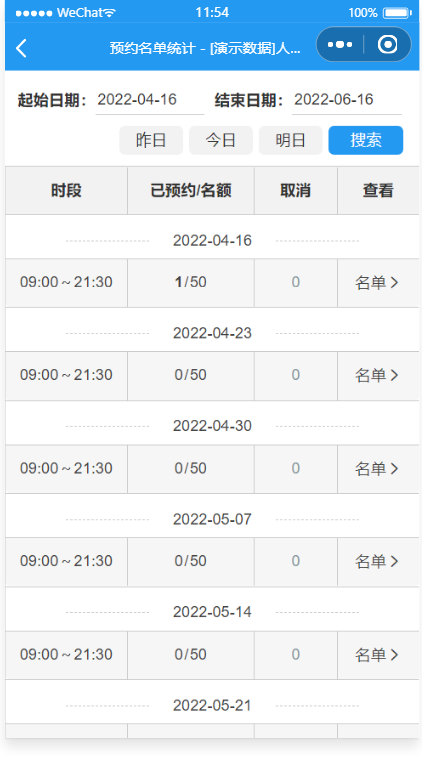 WeChat 11:54 100%
预约名单统计 - [演示数据]人...
起始日期： 2022-04-16 结束日期： 2022-06-16
昨日 今日 明日 搜索
时段 已预约/名额 取消 查看
2022-04-16
09:00～21:30 1/50 0 名单
2022-04-23
09:00～21:30 0/50 0 名单
2022-04-30
09:00～21:30 0/50 0 名单
2022-05-07
09:00～21:30 0/50 0 名单
2022-05-14
09:00～21:30 0/50 0 名单
2022-05-21